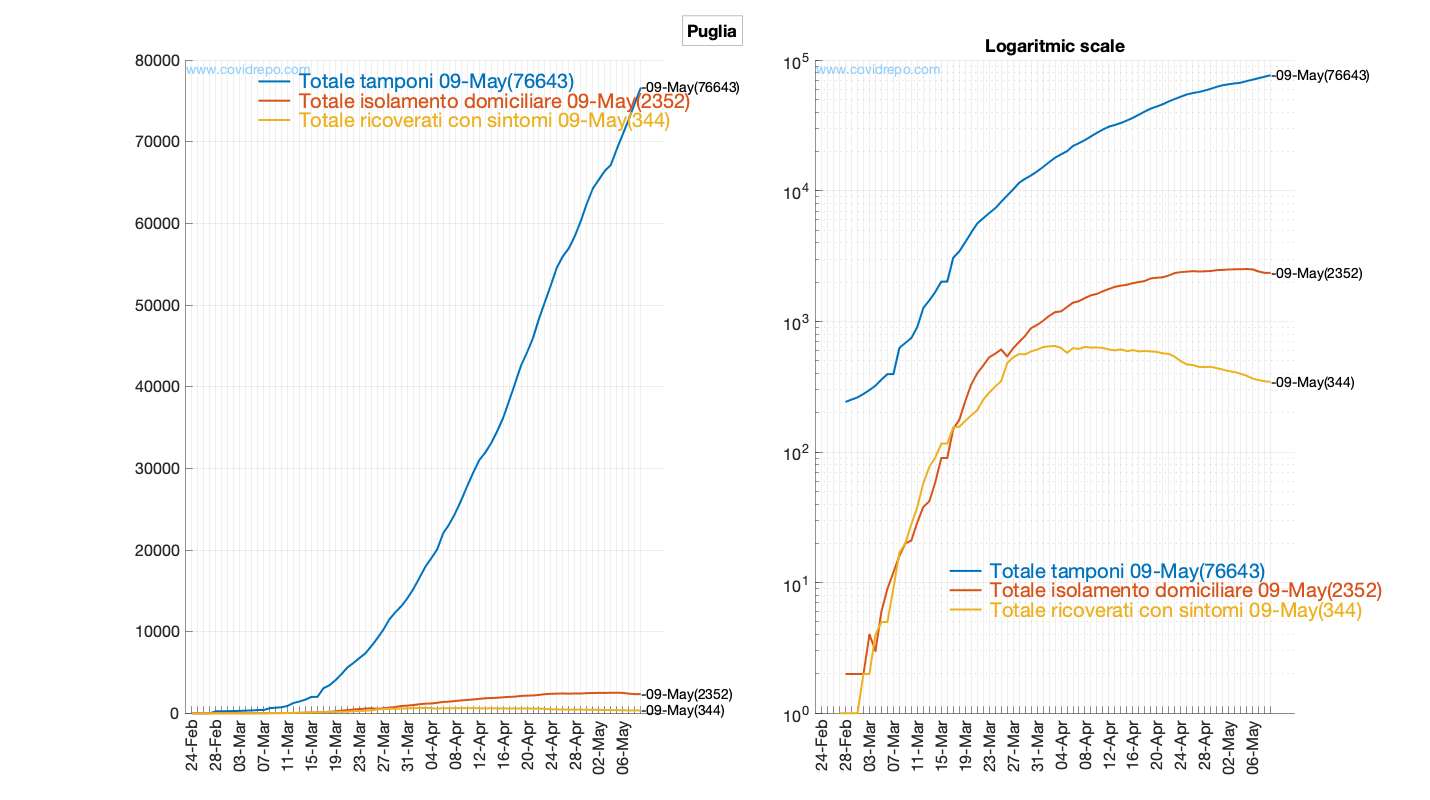 Puglia
80000
70000
60000
50000
40000
30000
20000
10000
0
www.covidrepo.com
Totale tamponi 09-May(76643)
Totale isolamento domiciliare 09-May(2352)
Totale ricoverati con sintomi 09-May(344)
-09-May(76643)
-09-May(2352)
-09-May(344)
24-Feb
28-Feb
03-Mar
07-Mar
11-Mar
15-Mar
19-Mar
23-Mar
27-Mar
31-Mar
04-Apr
08-Apr
12-Apr
16-Apr
20-Apr
24-Apr
28-Apr
02-May
06-May
Logaritmic scale
10^5
10^4
10^3
10^2
10^1
10^0
www.covidrepo.com
-09-May(76643)
-09-May(2352)
-09-May(344)
Totale tamponi 09-May(76643)
Totale isolamento domiciliare 09-May(2352)
Totale ricoverati con sintomi 09-May(344)
24-Feb
28-Feb
03-Mar
07-Mar
11-Mar
15-Mar
19-Mar
23-Mar
27-Mar
31-Mar
04-Apr
08-Apr
12-Apr
16-Apr
20-Apr
24-Apr
28-Apr
02-May
06-May